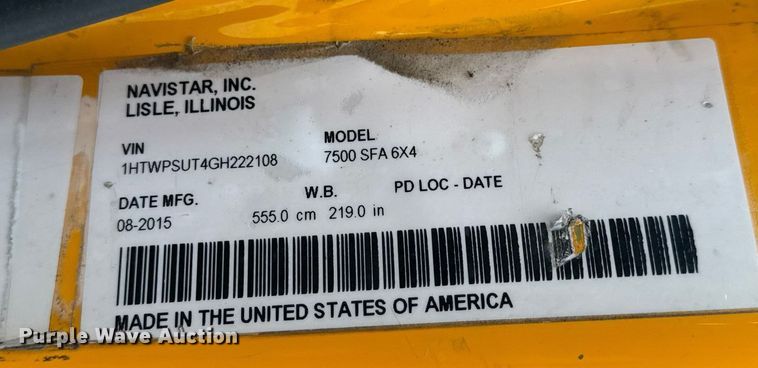 NAVISTAR, INC.
LISLE, ILLINOIS
VIN MODEL
1HTWPSUT4GH222108 7500 SFA 6X4
DATE MFG. W.B. PD LOC - DATE
08-2015 555.0 cm 219.0 in
MADE IN THE UNITED STATES OF AMERICA
Purple Wave Auction